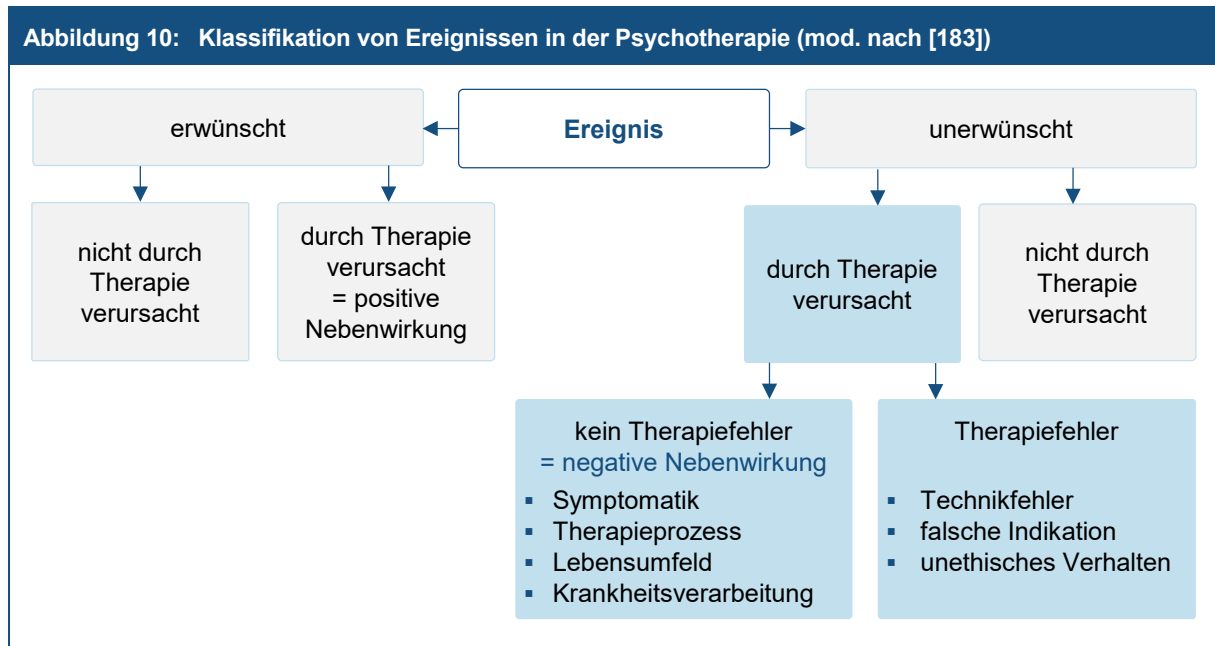 Abbildung 10: Klassifikation von Ereignissen in der Psychotherapie (mod. nach [183])
erwünscht
Ereignis
unerwünscht
nicht durch
Therapie
verursacht
durch Therapie
verursacht
= positive
Nebenwirkung
durch Therapie
verursacht
nicht durch
Therapie
verursacht
kein Therapiefehler
= negative Nebenwirkung
▪ Symptomatik
▪ Therapieprozess
▪ Lebensumfeld
▪ Krankheitsverarbeitung
Therapiefehler
▪ Technikfehler
▪ falsche Indikation
▪ unethisches Verhalten